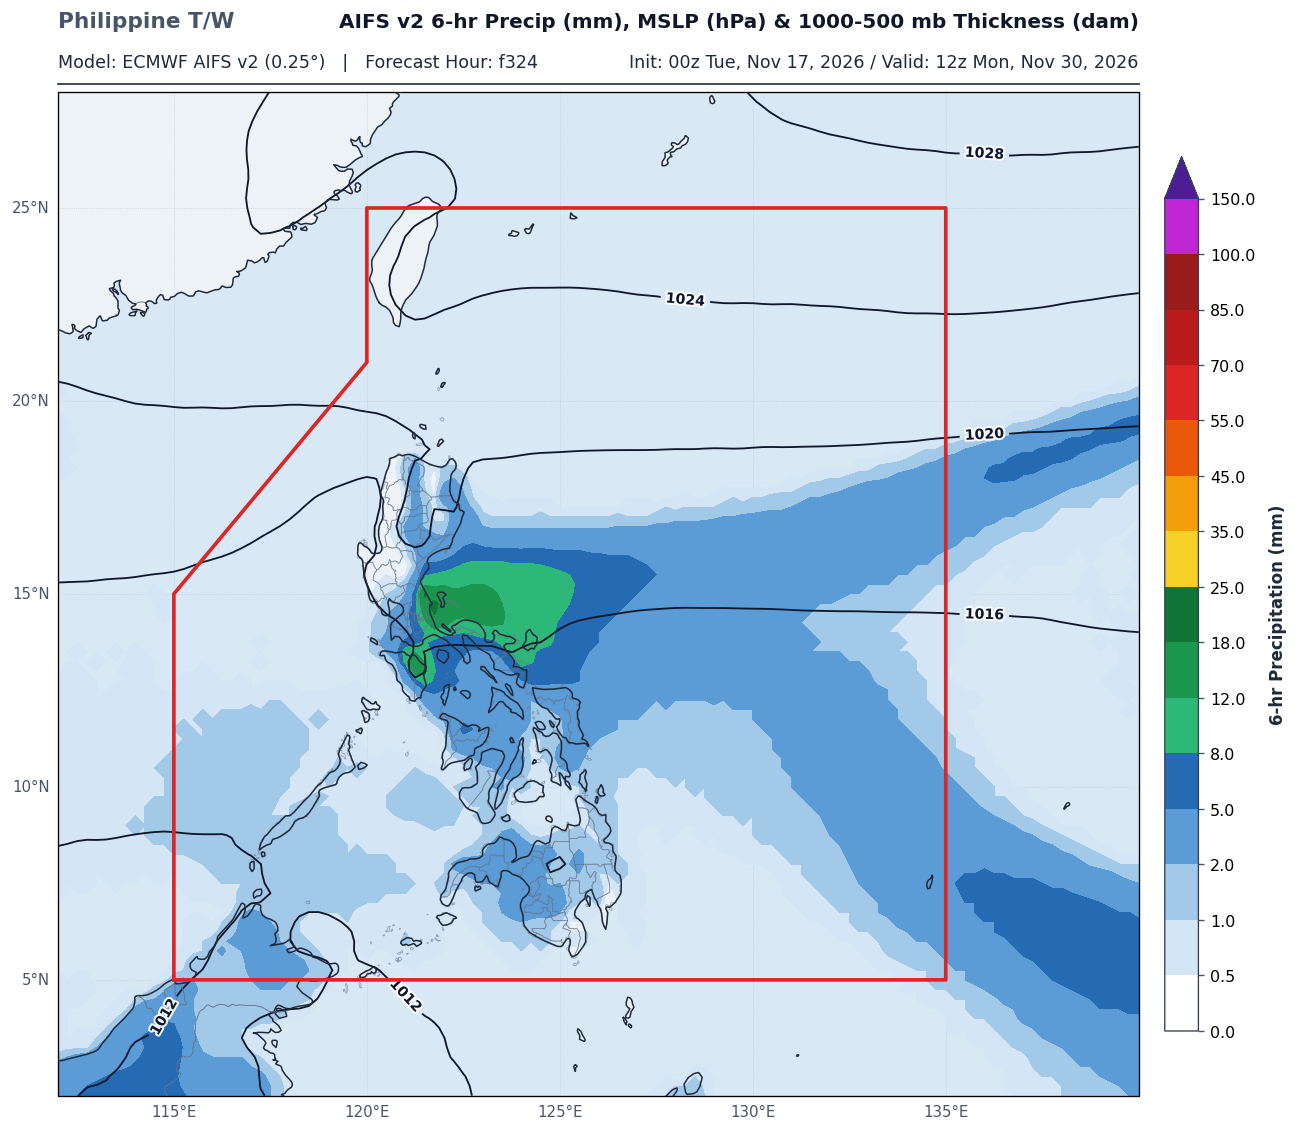 Philippine T/W
AIFS v2 6-hr Precip (mm), MSLP (hPa) & 1000-500 mb Thickness (dam)
Model: ECMWF AIFS v2 (0.25°) | Forecast Hour: f324
Init: 00z Tue, Nov 17, 2026 / Valid: 12z Mon, Nov 30, 2026
1028
1024
1020
1016
1012
1012
25°N
20°N
15°N
10°N
5°N
115°E
120°E
125°E
130°E
135°E
150.0
100.0
85.0
70.0
55.0
45.0
35.0
25.0
18.0
12.0
8.0
5.0
2.0
1.0
0.5
0.0
6-hr Precipitation (mm)